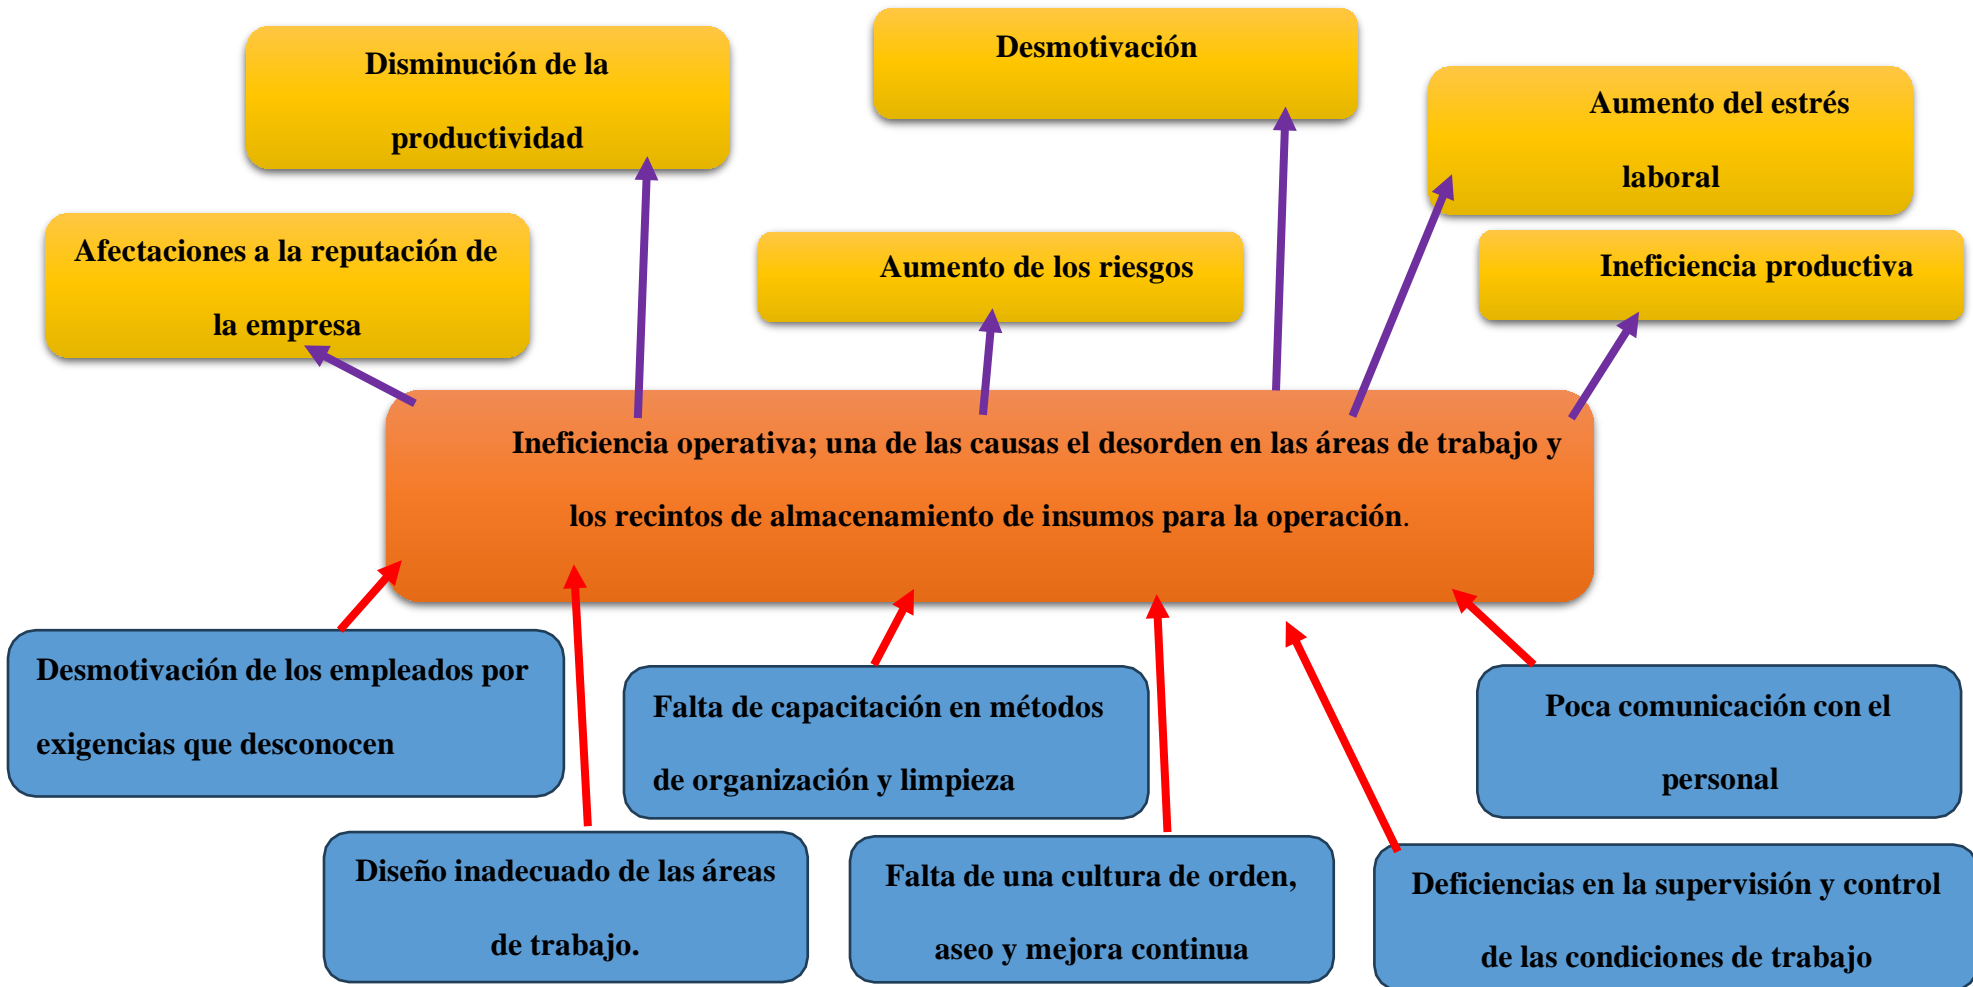 Disminución de la
productividad
Desmotivación
Aumento del estrés
laboral
Afectaciones a la reputación de
la empresa
Aumento de los riesgos
Ineficiencia productiva
Ineficiencia operativa; una de las causas el desorden en las áreas de trabajo y
los recintos de almacenamiento de insumos para la operación.
Desmotivación de los empleados por
exigencias que desconocen
Falta de capacitación en métodos
de organización y limpieza
Poca comunicación con el
personal
Diseño inadecuado de las áreas
de trabajo.
Falta de una cultura de orden,
aseo y mejora continua
Deficiencias en la supervisión y control
de las condiciones de trabajo